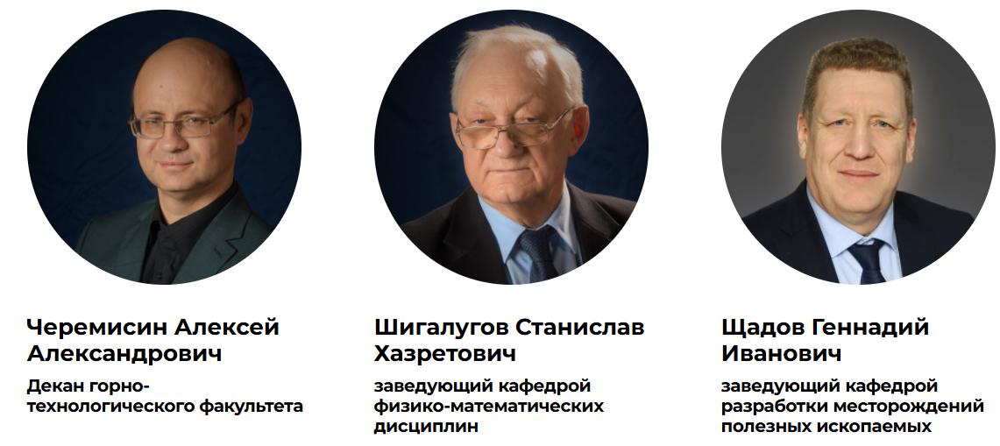 Черемисин Алексей
Александрович
Декан горно-
технологического факультета
Шигалугов Станислав
Хазретович
заведующий кафедрой
физико-математических
дисциплин
Щадов Геннадий
Иванович
заведующий кафедрой
разработки месторождений
полезных ископаемых